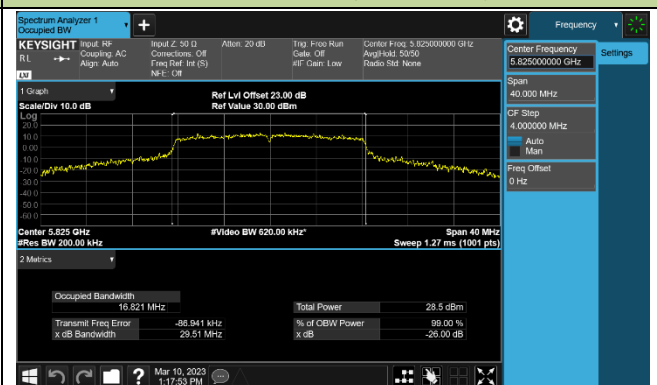 Spectrum Analyzer 1
Occupied BW
+
Frequency
KEYSIGHT
Input: RF
Coupling: AC
Align: Auto
Input Z: 50 Ω
Corrections: Off
Freq Ref: Int (S)
NFE: Off
Atten: 20 dB
Trig: Free Run
Gate: Off
#IF Gain: Low
Center Freq: 5.825000000 GHz
Avg|Hold: 50/50
Radio Std: None
RL
LNI
Center Frequency
5.825000000 GHz
Settings
Span
40.000 MHz
CF Step
4.000000 MHz
Auto
Man
Freq Offset
0 Hz
1 Graph
Scale/Div 10.0 dB
Ref Lvl Offset 23.00 dB
Ref Value 30.00 dBm
Log
20.0
10.0
0.00
-10.0
-20.0
-30.0
-40.0
-50.0
-60.0
Center 5.825 GHz
#Res BW 200.00 kHz
#Video BW 620.00 kHz*
Span 40 MHz
Sweep 1.27 ms (1001 pts)
2 Metrics
Occupied Bandwidth
16.821 MHz
Total Power
28.5 dBm
Transmit Freq Error
-86.941 kHz
% of OBW Power
99.00 %
x dB Bandwidth
29.51 MHz
x dB
-26.00 dB
?
Mar 10, 2023
1:17:53 PM